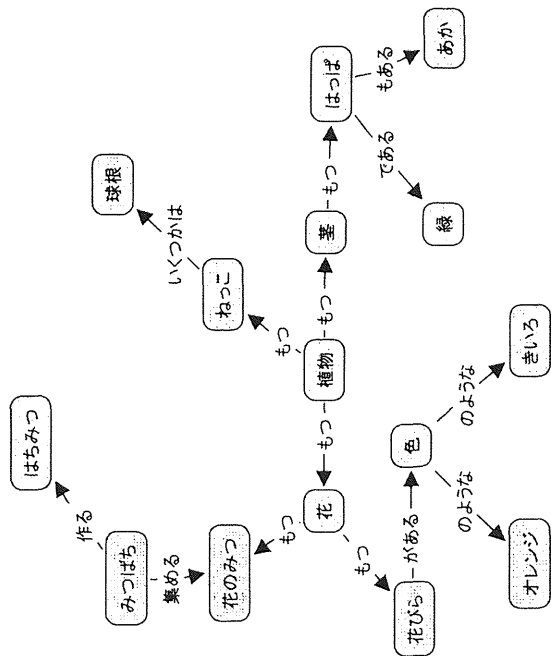 はちみつ
作る
みつばち
集める
花のみつ
もつ
花
もつ
花びら
がある
色
のような
オレンジ
のような
きいろ
もつ
植物
もつ
ねっこ
いくつかは
球根
もつ
茎
もつ
はっぱ
である
緑
もある
あか